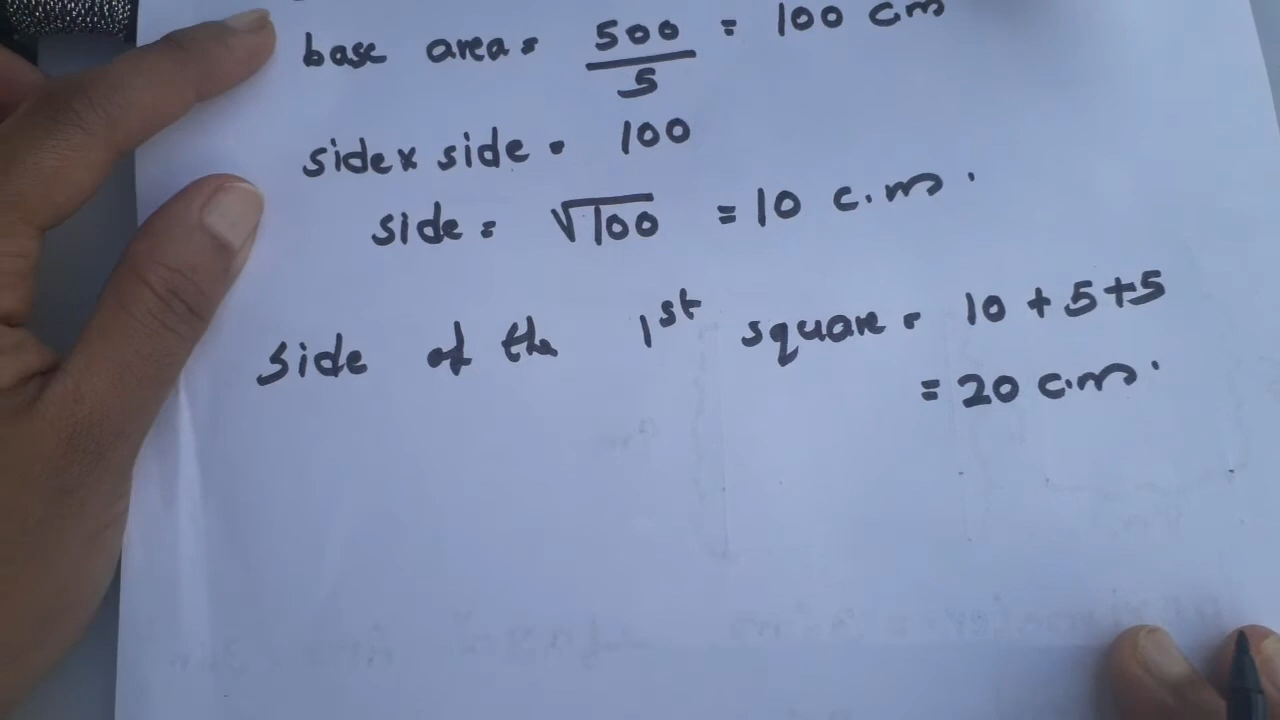 base area = 500/5 = 100 cm
side x side = 100
side = √100 = 10 c.m.
side of the 1st square = 10 + 5+5
= 20 c.m.